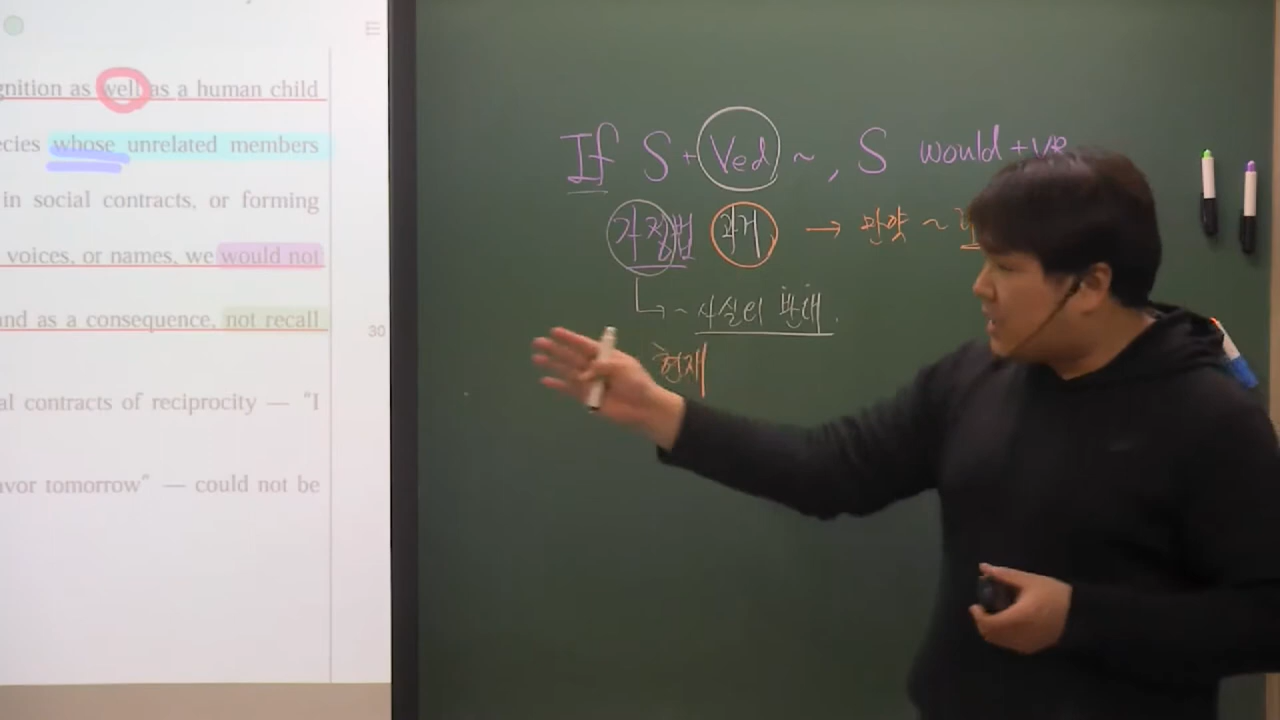 gnition as well as a human child
ecies whose unrelated members
in social contracts, or forming
voices, or names, we would not
and as a consequence, not recall
30
al contracts of reciprocity — "I
avor tomorrow" — could not be
If S + Ved ~, S would + VR
가정법 과거 → 만약 ~
~ 사실의 반대.
현재